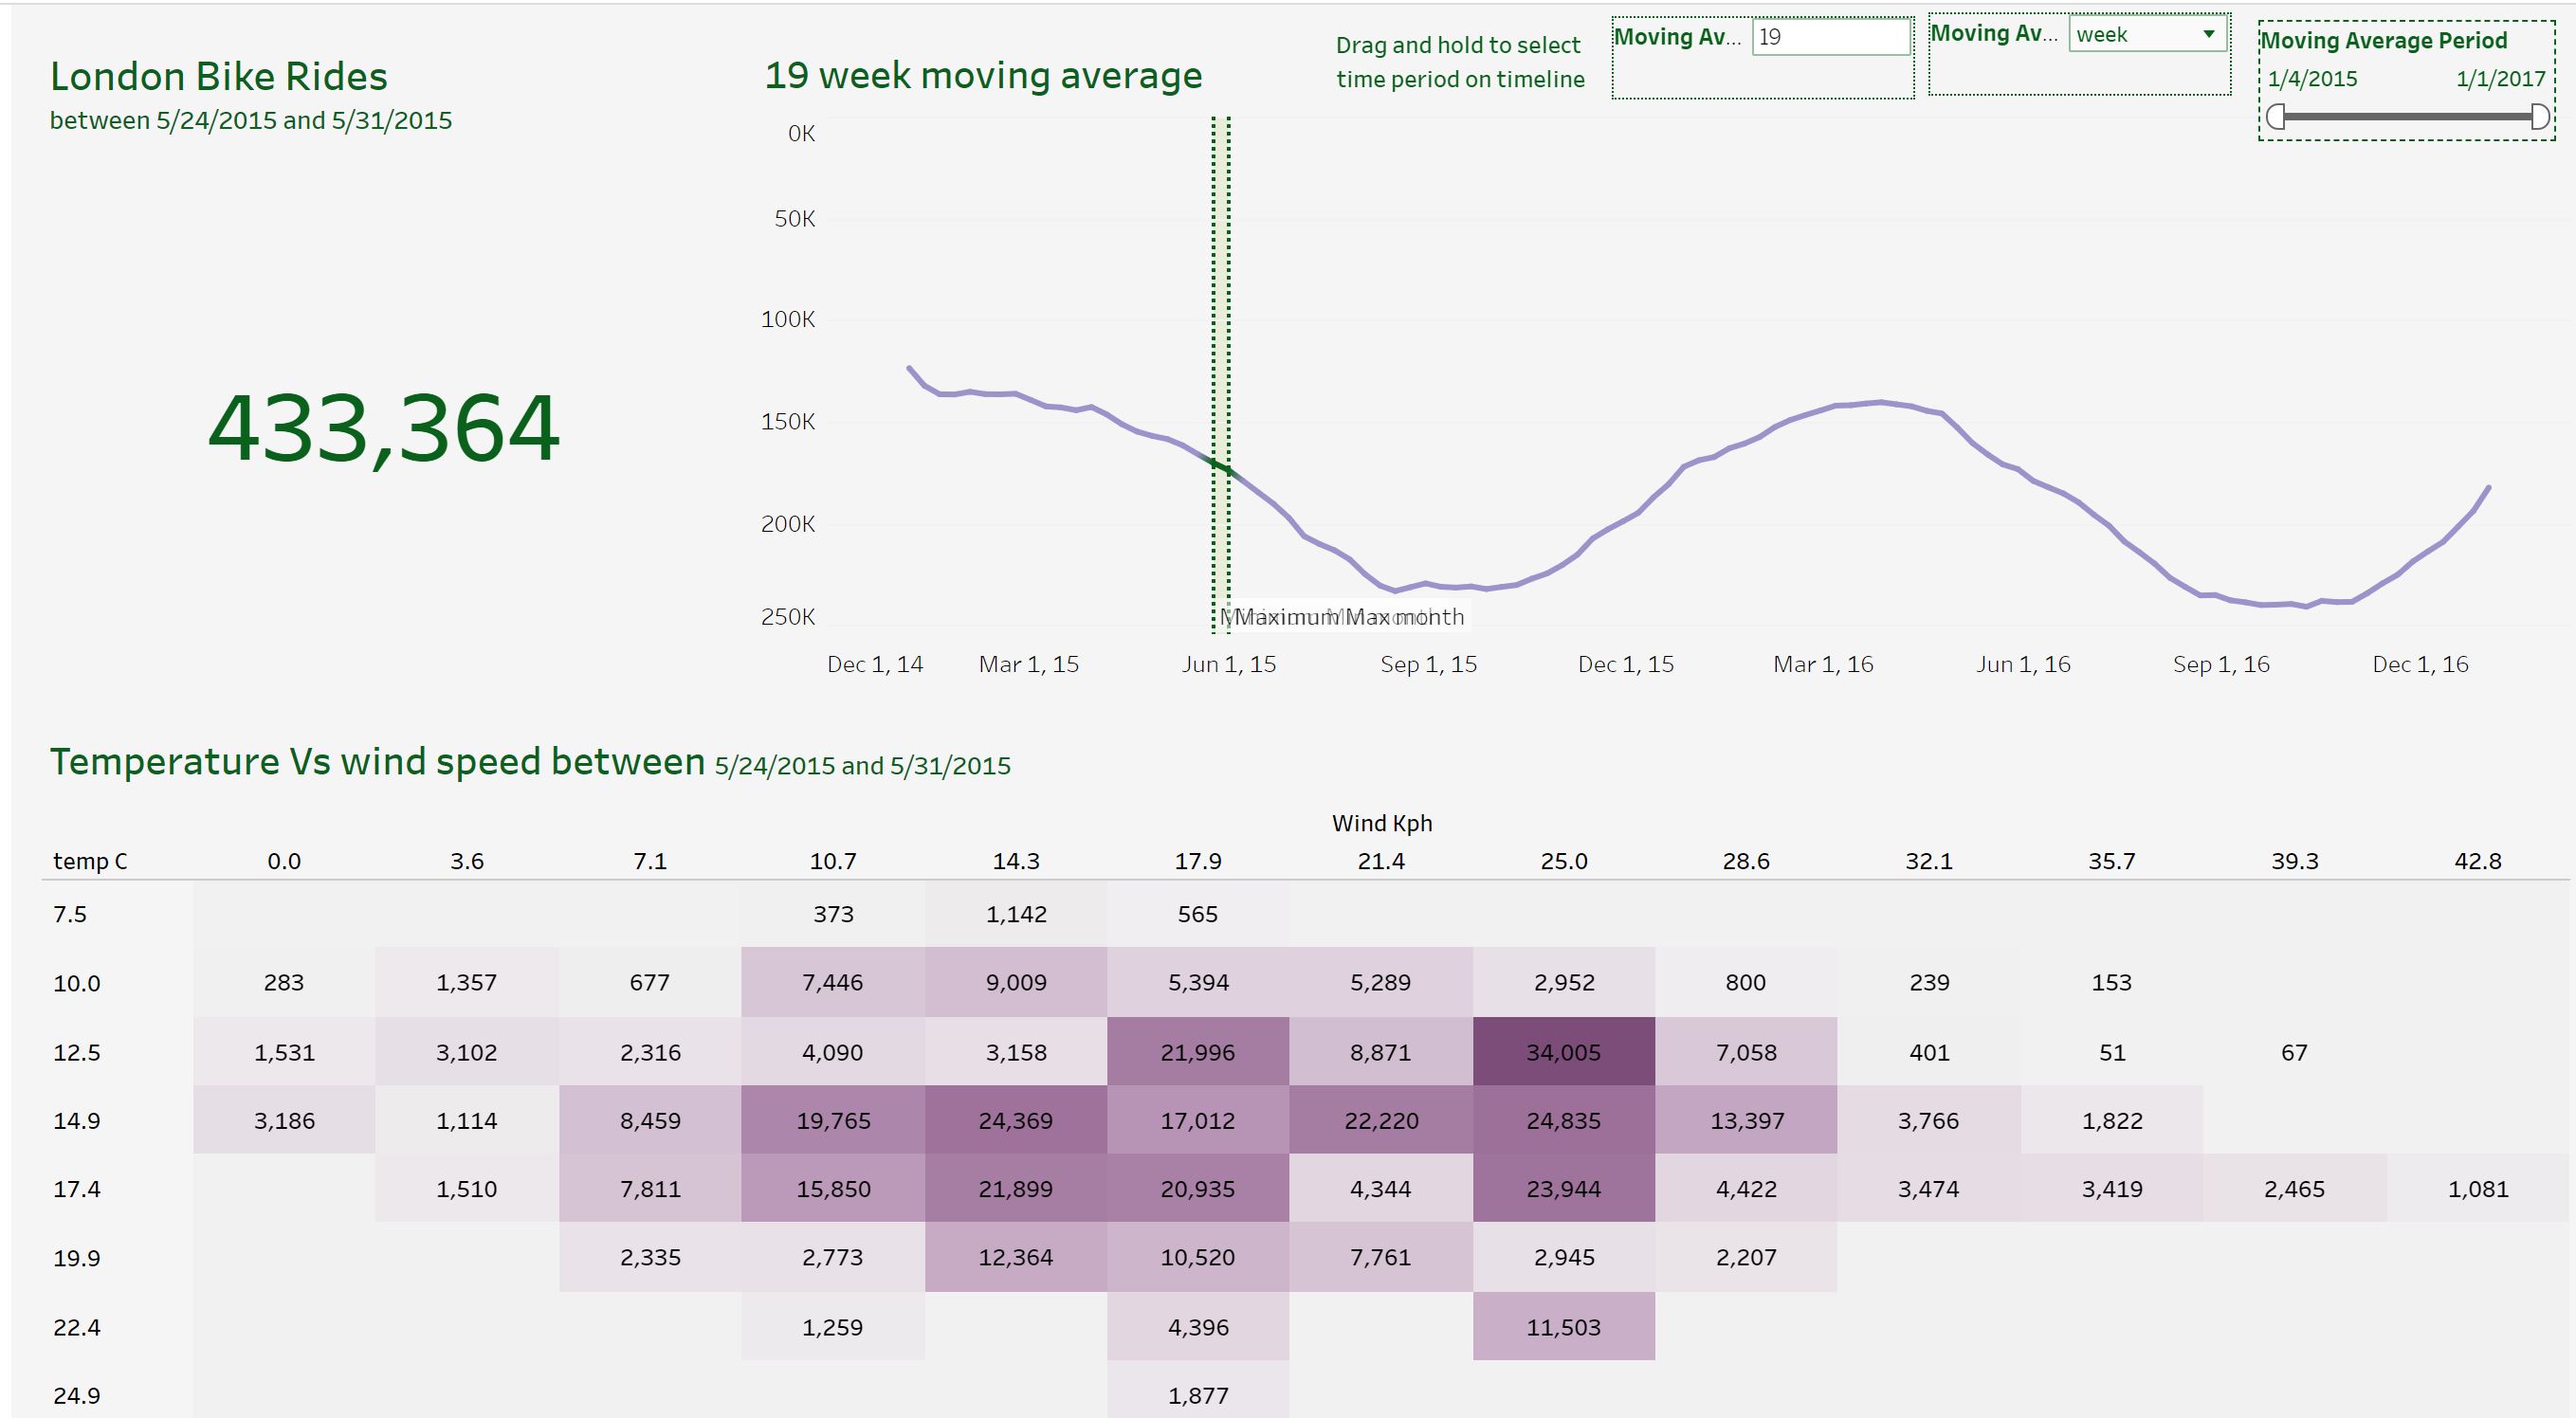 London Bike Rides
between 5/24/2015 and 5/31/2015
433,364
19 week moving average
Drag and hold to select
time period on timeline
Moving Av... 19
Moving Av... week
Moving Average Period
1/4/2015 1/1/2017
0K
50K
100K
150K
200K
250K
Dec 1, 14 Mar 1, 15 Jun 1, 15 Sep 1, 15 Dec 1, 15 Mar 1, 16 Jun 1, 16 Sep 1, 16 Dec 1, 16
Temperature Vs wind speed between 5/24/2015 and 5/31/2015
Wind Kph
temp C 0.0 3.6 7.1 10.7 14.3 17.9 21.4 25.0 28.6 32.1 35.7 39.3 42.8
7.5 373 1,142 565
10.0 283 1,357 677 7,446 9,009 5,394 5,289 2,952 800 239 153
12.5 1,531 3,102 2,316 4,090 3,158 21,996 8,871 34,005 7,058 401 51 67
14.9 3,186 1,114 8,459 19,765 24,369 17,012 22,220 24,835 13,397 3,766 1,822
17.4 1,510 7,811 15,850 21,899 20,935 4,344 23,944 4,422 3,474 3,419 2,465 1,081
19.9 2,335 2,773 12,364 10,520 7,761 2,945 2,207
22.4 1,259 4,396 11,503
24.9 1,877